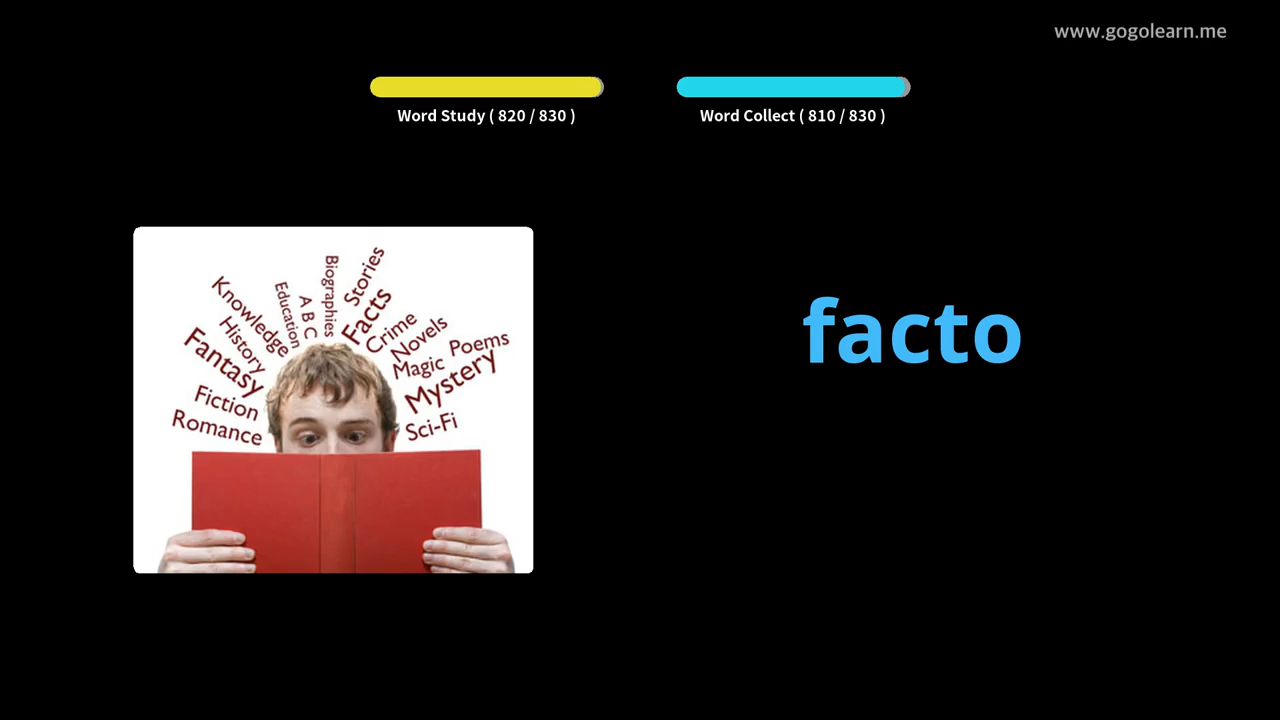 www.gogolearn.me
Word Study ( 820 / 830 )
Word Collect ( 810 / 830 )
Romance
Fiction
Fantasy
History
Knowledge
Education
A B C
Biographies
Stories
Facts
Crime
Novels
Magic
Poems
Mystery
Sci-Fi
facto